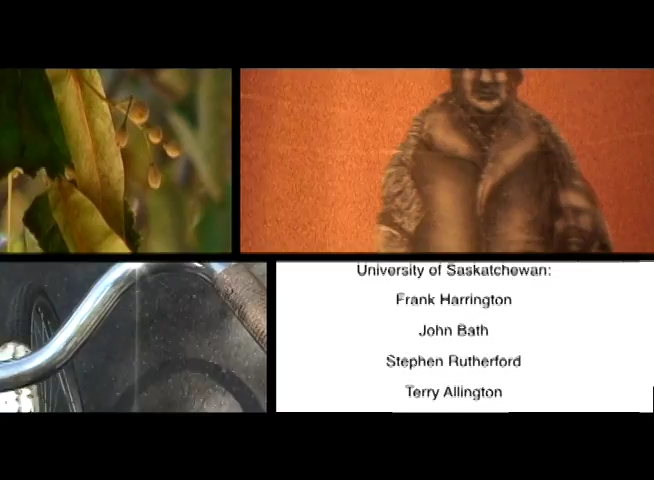 University of Saskatchewan:
Frank Harrington
John Bath
Stephen Rutherford
Terry Allington